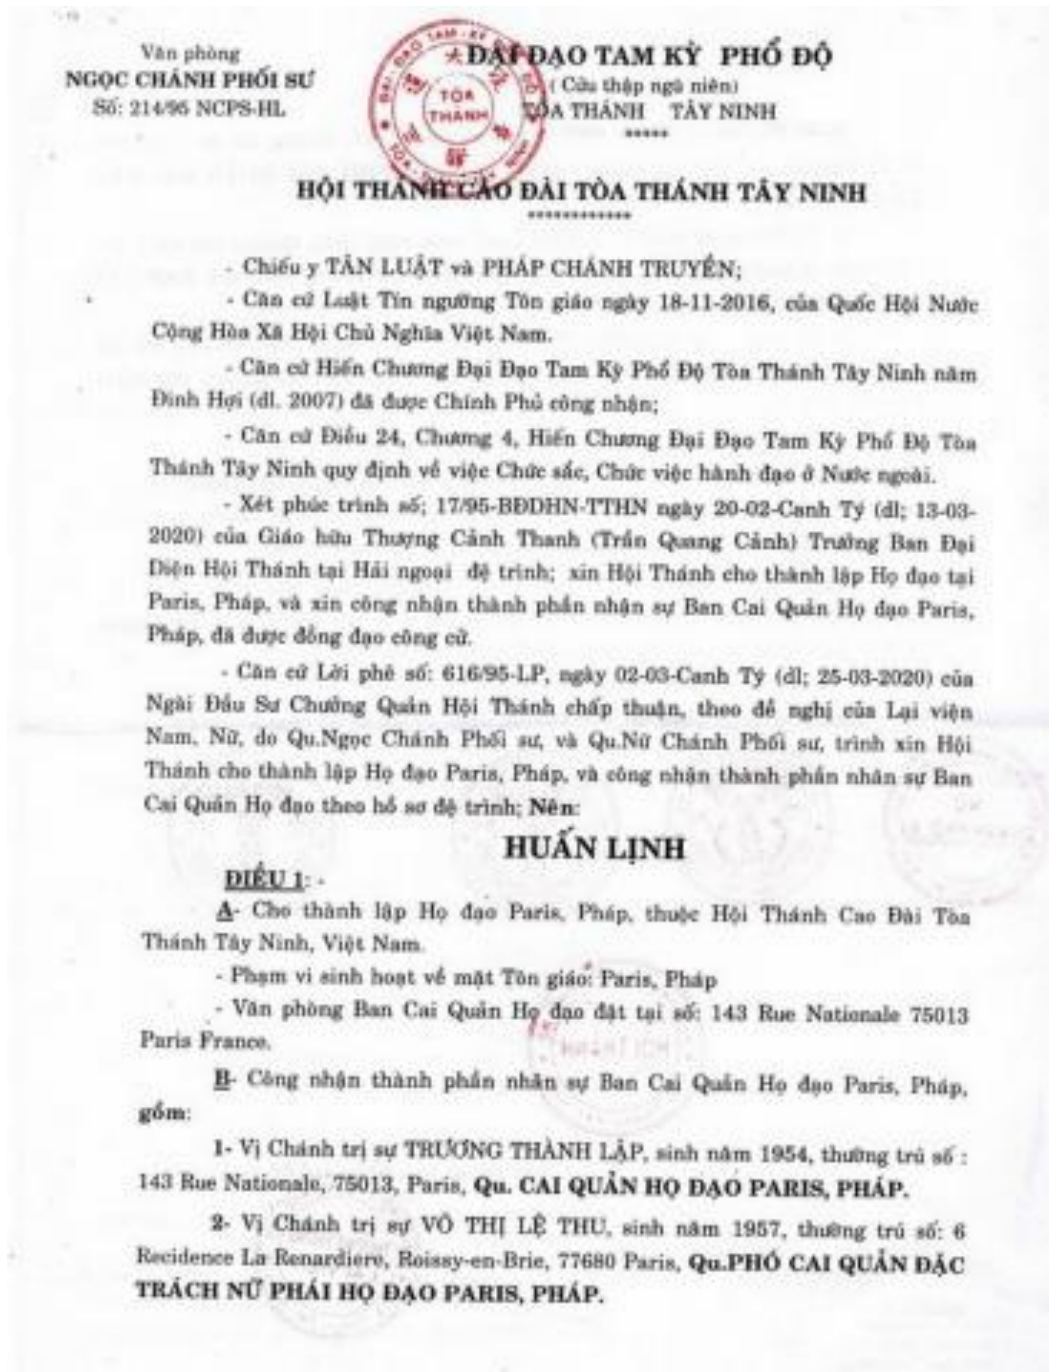 Văn phòng
NGỌC CHÁNH PHỐI SƯ
Số: 214/95 NCPS-HL
ĐẠI ĐẠO TAM KỲ PHỔ ĐỘ
( Cửu thập ngũ niên)
TÒA THÁNH TÂY NINH
*****
TÒA
THÁNH
HỘI THÁNH CAO ĐÀI TÒA THÁNH TÂY NINH
************
- Chiếu y TÂN LUẬT và PHÁP CHÁNH TRUYỀN;
- Căn cứ Luật Tín ngưỡng Tôn giáo ngày 18-11-2016, của Quốc Hội Nước
Cộng Hòa Xã Hội Chủ Nghĩa Việt Nam.
- Căn cứ Hiến Chương Đại Đạo Tam Kỳ Phổ Độ Tòa Thánh Tây Ninh năm
Đinh Hợi (dl. 2007) đã được Chính Phủ công nhận;
- Căn cứ Điều 24, Chương 4, Hiến Chương Đại Đạo Tam Kỳ Phổ Độ Tòa
Thánh Tây Ninh quy định về việc Chức sắc, Chức việc hành đạo ở Nước ngoài.
- Xét phúc trình số; 17/95-BĐDHN-TTHN ngày 20-02-Canh Tý (dl; 13-03-
2020) của Giáo hữu Thượng Cảnh Thanh (Trần Quang Cảnh) Trưởng Ban Đại
Diện Hội Thánh tại Hải ngoại đệ trình; xin Hội Thánh cho thành lập Họ đạo tại
Paris, Pháp, và xin công nhận thành phần nhân sự Ban Cai Quản Họ đạo Paris,
Pháp, đã được đồng đạo công cử.
- Căn cứ Lời phê số: 616/95-LP, ngày 02-03-Canh Tý (dl; 25-03-2020) của
Ngài Đầu Sư Chưởng Quản Hội Thánh chấp thuận, theo đề nghị của Lại viện
Nam, Nữ, do Qu.Ngọc Chánh Phối sư, và Qu.Nữ Chánh Phối sư, trình xin Hội
Thánh cho thành lập Họ đạo Paris, Pháp, và công nhận thành phần nhân sự Ban
Cai Quản Họ đạo theo hồ sơ đệ trình; Nên:
HUẤN LỊNH
ĐIỀU 1: -
A- Cho thành lập Họ đạo Paris, Pháp, thuộc Hội Thánh Cao Đài Tòa
Thánh Tây Ninh, Việt Nam.
- Phạm vi sinh hoạt về mặt Tôn giáo: Paris, Pháp
- Văn phòng Ban Cai Quản Họ đạo đặt tại số: 143 Rue Nationale 75013
Paris France.
B- Công nhận thành phần nhân sự Ban Cai Quản Họ đạo Paris, Pháp,
gồm:
1- Vị Chánh trị sự TRƯƠNG THÀNH LẬP, sinh năm 1954, thường trú số :
143 Rue Nationale, 75013, Paris, Qu. CAI QUẢN HỌ ĐẠO PARIS, PHÁP.
2- Vị Chánh trị sự VÕ THỊ LỆ THU, sinh năm 1957, thường trú số: 6
Recidence La Renardiere, Roissy-en-Brie, 77680 Paris, Qu.PHÓ CAI QUẢN ĐẶC
TRÁCH NỮ PHÁI HỌ ĐẠO PARIS, PHÁP.